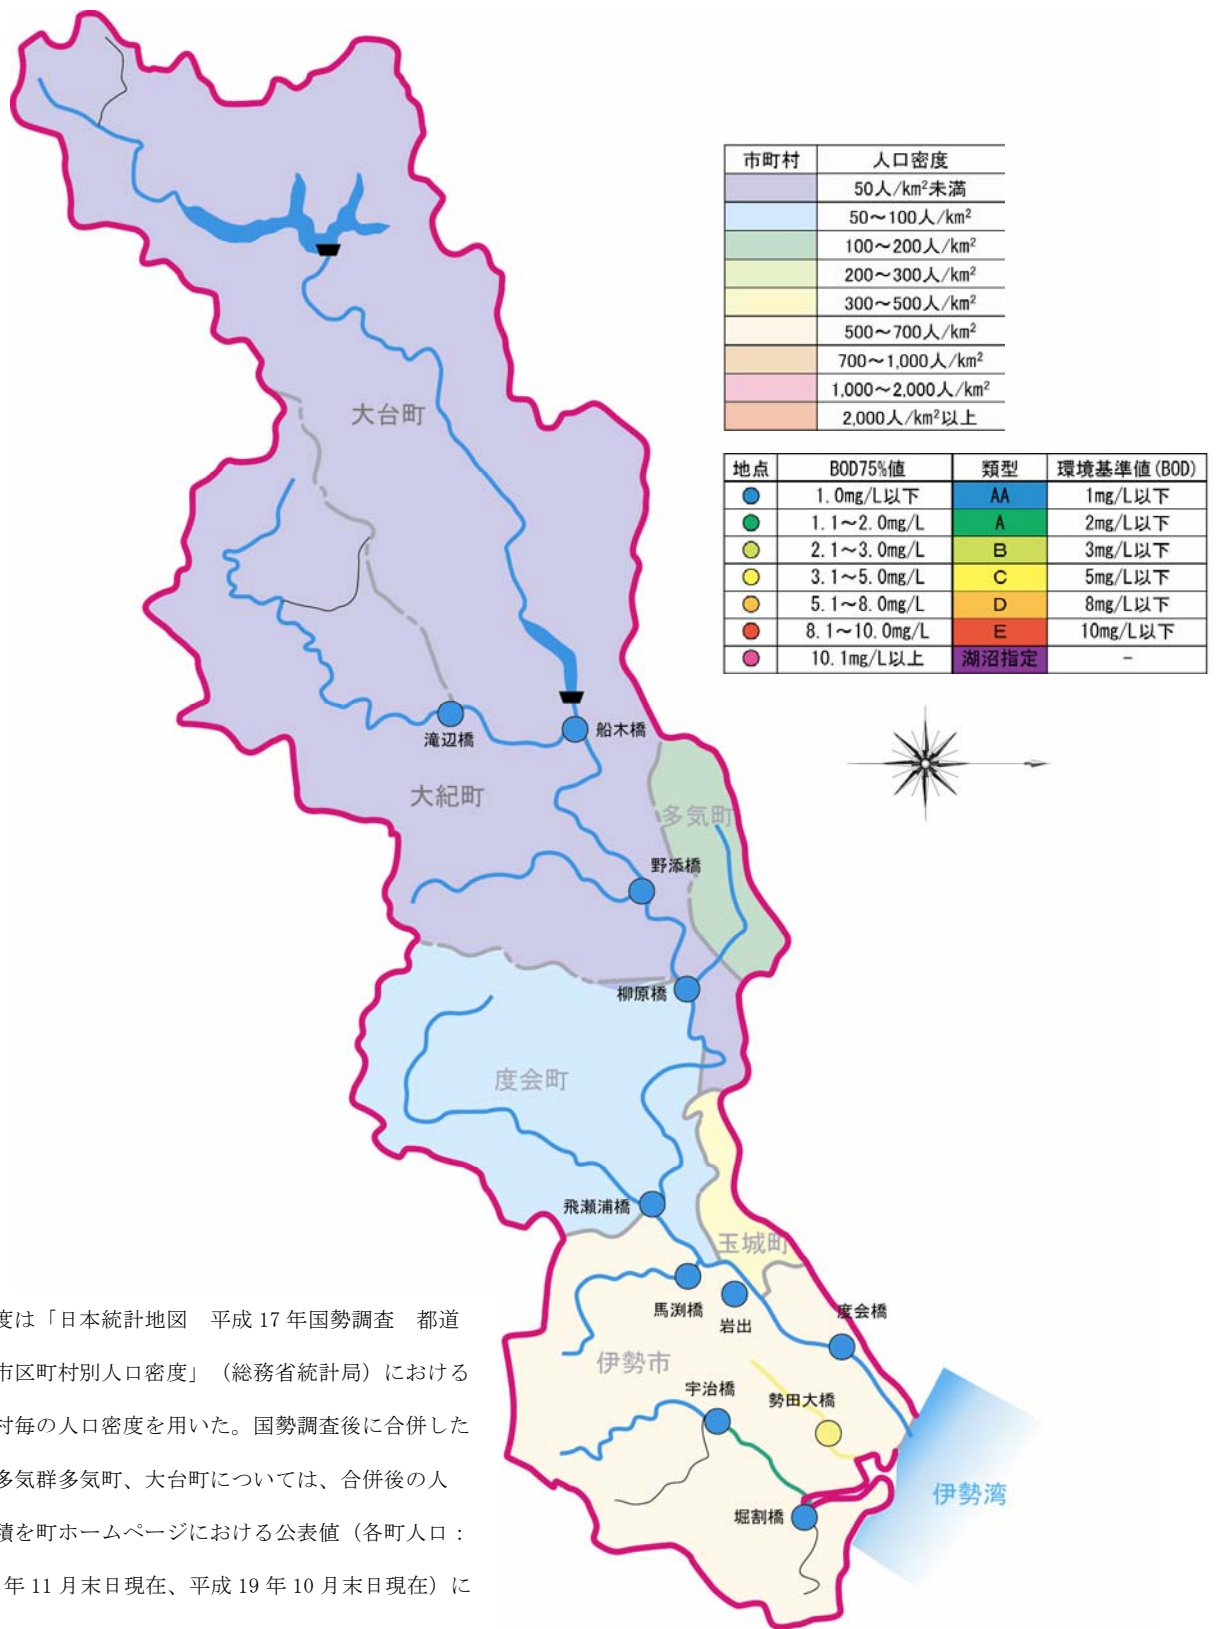 市町村 人口密度
50人/km²未満
50～100人/km²
100～200人/km²
200～300人/km²
300～500人/km²
500～700人/km²
700～1,000人/km²
1,000～2,000人/km²
2,000人/km²以上
地点 BOD75%値 類型 環境基準値(BOD)
1.0mg/L以下 AA 1mg/L以下
1.1～2.0mg/L A 2mg/L以下
2.1～3.0mg/L B 3mg/L以下
3.1～5.0mg/L C 5mg/L以下
5.1～8.0mg/L D 8mg/L以下
8.1～10.0mg/L E 10mg/L以下
10.1mg/L以上 湖沼指定 －
大台町
滝辺橋
船木橋
大紀町
多気町
野添橋
柳原橋
度会町
飛瀬浦橋
玉城町
馬渕橋
岩出
度会橋
伊勢市
宇治橋
勢田大橋
堀割橋
伊勢湾
度は「日本統計地図　平成 17 年国勢調査　都道
市区町村別人口密度」（総務省統計局）における
村毎の人口密度を用いた。国勢調査後に合併した
多気群多気町、大台町については、合併後の人
積を町ホームページにおける公表値（各町人口：
年 11 月末日現在、平成 19 年 10 月末日現在）に